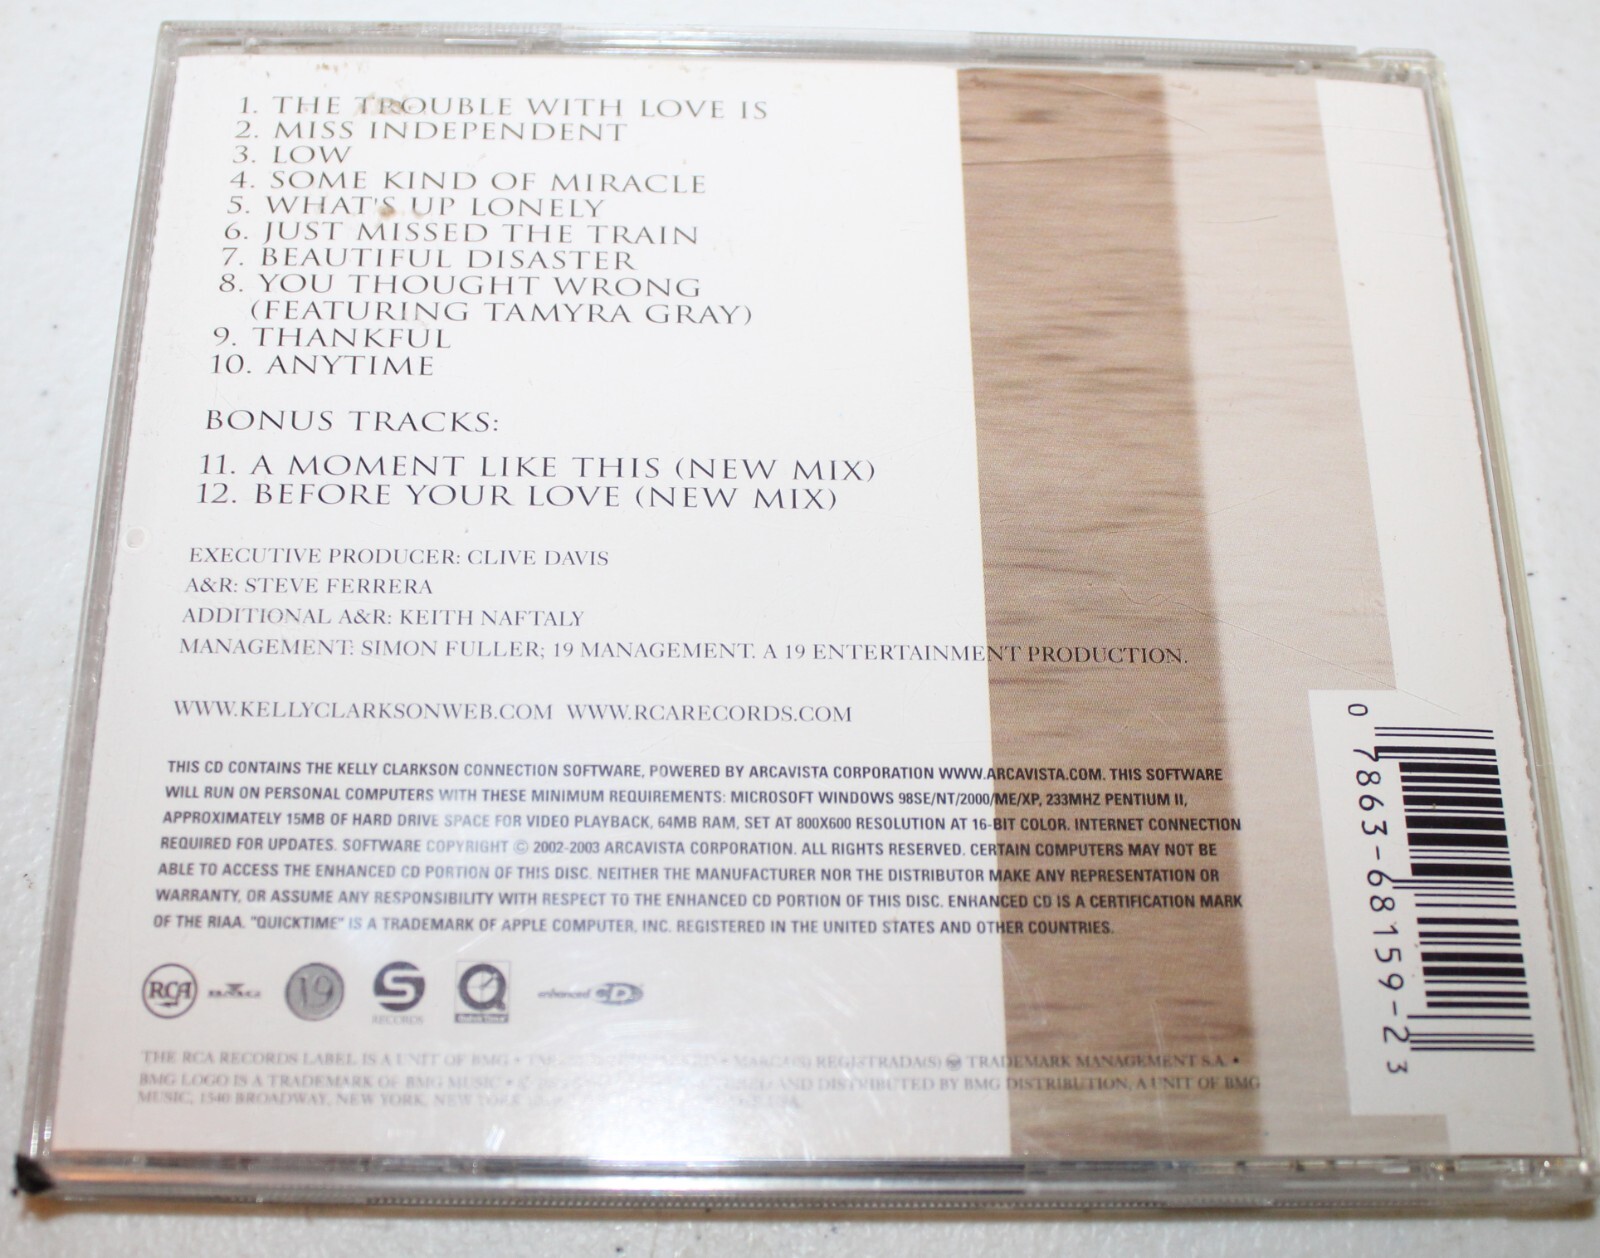 1. THE TROUBLE WITH LOVE IS
2. MISS INDEPENDENT
3. LOW
4. SOME KIND OF MIRACLE
5. WHAT'S UP LONELY
6. JUST MISSED THE TRAIN
7. BEAUTIFUL DISASTER
8. YOU THOUGHT WRONG
(FEATURING TAMYRA GRAY)
9. THANKFUL
10. ANYTIME
BONUS TRACKS:
11. A MOMENT LIKE THIS (NEW MIX)
12. BEFORE YOUR LOVE (NEW MIX)
EXECUTIVE PRODUCER: CLIVE DAVIS
A&R: STEVE FERRERA
ADDITIONAL A&R: KEITH NAFTALY
MANAGEMENT: SIMON FULLER; 19 MANAGEMENT. A 19 ENTERTAINMENT PRODUCTION.
WWW.KELLYCLARKSONWEB.COM WWW.RCARECORDS.COM
THIS CD CONTAINS THE KELLY CLARKSON CONNECTION SOFTWARE, POWERED BY ARCAVISTA CORPORATION WWW.ARCAVISTA.COM. THIS SOFTWARE
WILL RUN ON PERSONAL COMPUTERS WITH THESE MINIMUM REQUIREMENTS: MICROSOFT WINDOWS 98SE/NT/2000/ME/XP, 233MHZ PENTIUM II,
APPROXIMATELY 15MB OF HARD DRIVE SPACE FOR VIDEO PLAYBACK, 64MB RAM, SET AT 800X600 RESOLUTION AT 16-BIT COLOR. INTERNET CONNECTION
REQUIRED FOR UPDATES. SOFTWARE COPYRIGHT © 2002-2003 ARCAVISTA CORPORATION. ALL RIGHTS RESERVED. CERTAIN COMPUTERS MAY NOT BE
ABLE TO ACCESS THE ENHANCED CD PORTION OF THIS DISC. NEITHER THE MANUFACTURER NOR THE DISTRIBUTOR MAKE ANY REPRESENTATION OR
WARRANTY, OR ASSUME ANY RESPONSIBILITY WITH RESPECT TO THE ENHANCED CD PORTION OF THIS DISC. ENHANCED CD IS A CERTIFICATION MARK
OF THE RIAA. "QUICKTIME" IS A TRADEMARK OF APPLE COMPUTER, INC. REGISTERED IN THE UNITED STATES AND OTHER COUNTRIES.
RCA BMG 19 S RECORDS QuickTime enhanced CD
THE RCA RECORDS LABEL IS A UNIT OF BMG • MARCA(S) REGISTRADA(S) RCA TRADEMARK MANAGEMENT S.A. •
BMG LOGO IS A TRADEMARK OF BMG MUSIC • AND DISTRIBUTED BY BMG DISTRIBUTION, A UNIT OF BMG
MUSIC, 1540 BROADWAY, NEW YORK, NEW YORK
0 7863-68159-2 3